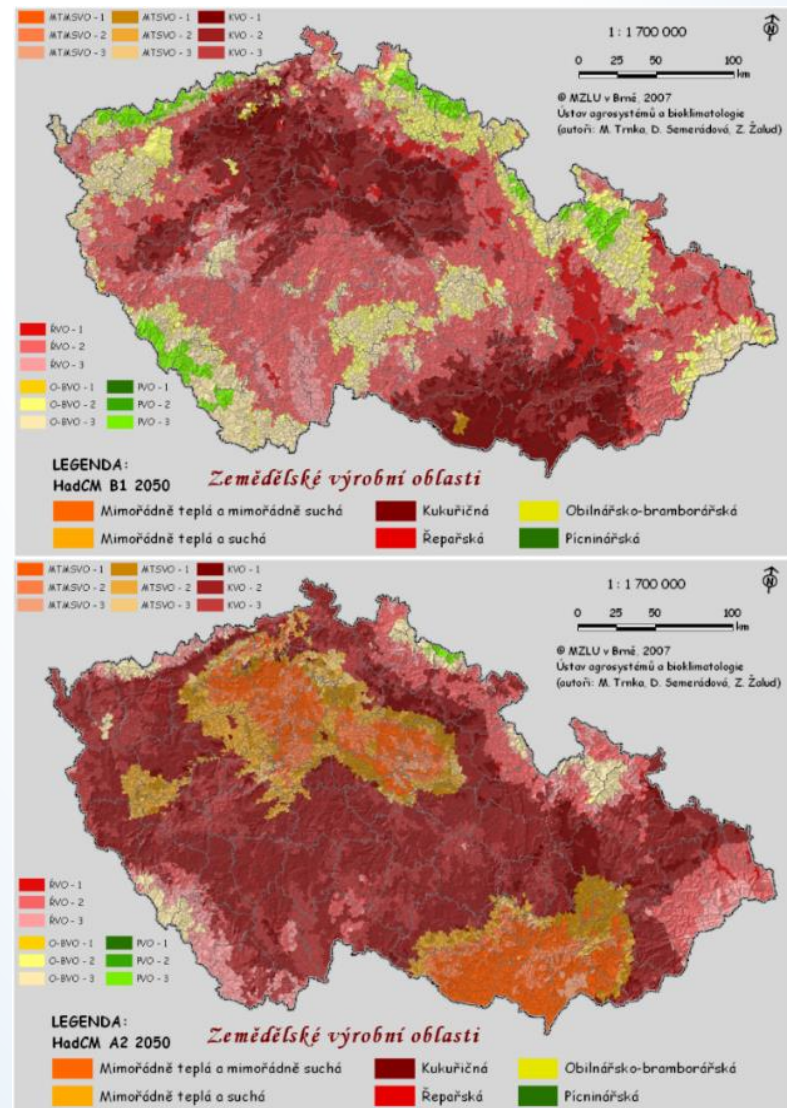 MTMSVO - 1 MTSVO - 1 KVO - 1
MTMSVO - 2 MTSVO - 2 KVO - 2
MTMSVO - 3 MTSVO - 3 KVO - 3
1 : 1 700 000
N
0 25 50 100
km
© MZLU v Brně, 2007
Ústav agrosystémů a bioklimatologie
(autoři: M. Trnka, D. Semerádová, Z. Žalud)
ŘVO - 1
ŘVO - 2
ŘVO - 3
O-BVO - 1 PVO - 1
O-BVO - 2 PVO - 2
O-BVO - 3 PVO - 3
LEGENDA:
HadCM B1 2050 Zemědělské výrobní oblasti
Mimořádně teplá a mimořádně suchá Kukuřičná Obilnářsko-bramborářská
Mimořádně teplá a suchá Řepařská Pícninářská
MTMSVO - 1 MTSVO - 1 KVO - 1
MTMSVO - 2 MTSVO - 2 KVO - 2
MTMSVO - 3 MTSVO - 3 KVO - 3
1 : 1 700 000
N
0 25 50 100
km
© MZLU v Brně, 2007
Ústav agrosystémů a bioklimatologie
(autoři: M. Trnka, D. Semerádová, Z. Žalud)
ŘVO - 1
ŘVO - 2
ŘVO - 3
O-BVO - 1 PVO - 1
O-BVO - 2 PVO - 2
O-BVO - 3 PVO - 3
LEGENDA:
HadCM A2 2050 Zemědělské výrobní oblasti
Mimořádně teplá a mimořádně suchá Kukuřičná Obilnářsko-bramborářská
Mimořádně teplá a suchá Řepařská Pícninářská